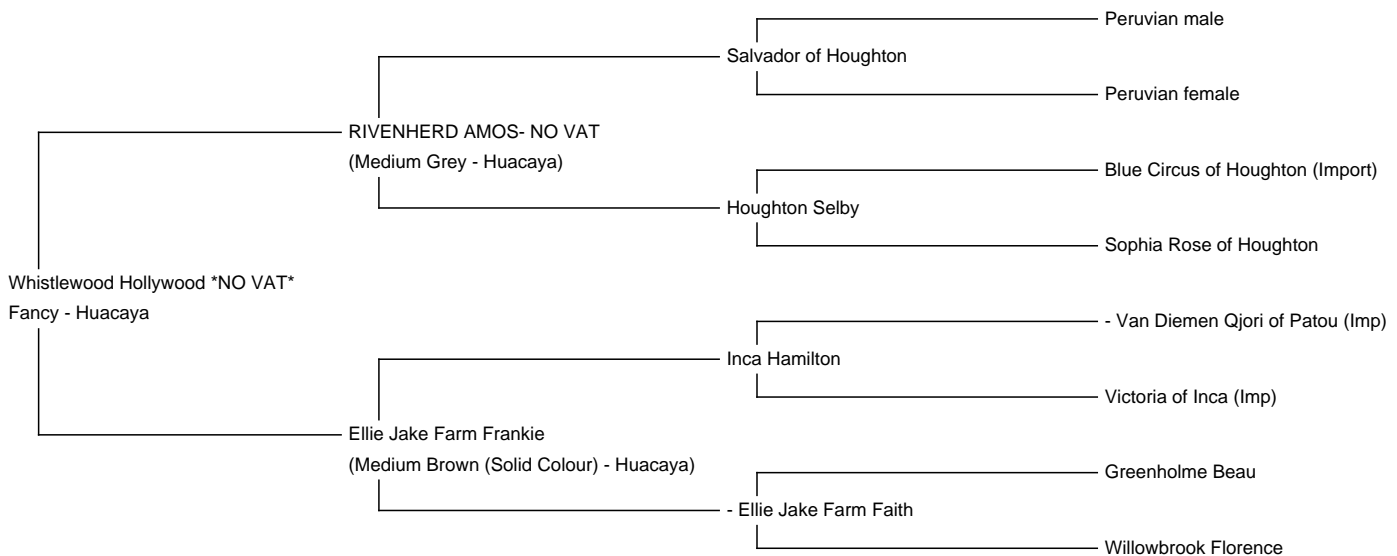 Peruvian male
Salvador of Houghton
Peruvian female
RIVENHERD AMOS- NO VAT
(Medium Grey - Huacaya)
Blue Circus of Houghton (Import)
Houghton Selby
Sophia Rose of Houghton
Whistlewood Hollywood *NO VAT*
Fancy - Huacaya
- Van Diemen Qjori of Patou (Imp)
Inca Hamilton
Victoria of Inca (Imp)
Ellie Jake Farm Frankie
(Medium Brown (Solid Colour) - Huacaya)
Greenholme Beau
- Ellie Jake Farm Faith
Willowbrook Florence